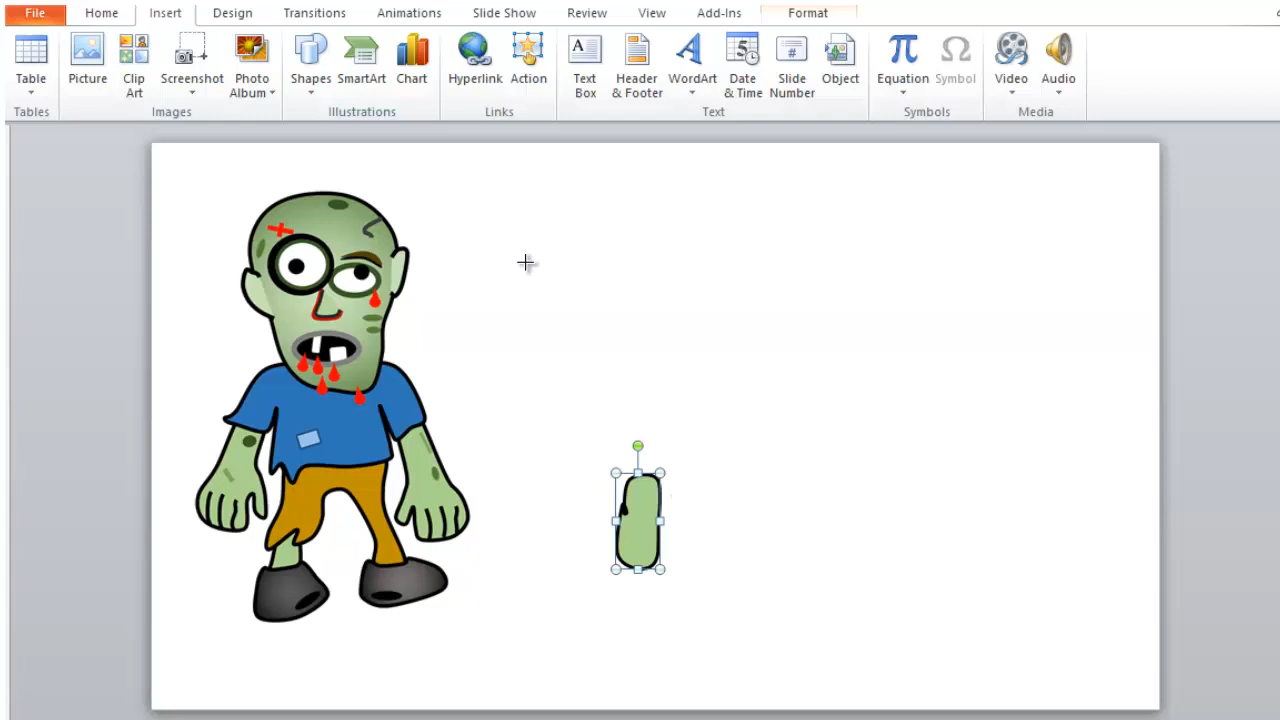 File Home Insert Design Transitions Animations Slide Show Review View Add-Ins Format
Table Picture Clip Art Screenshot Photo Album Shapes SmartArt Chart Hyperlink Action Text Box Header & Footer WordArt Date & Time Slide Number Object Equation Symbol Video Audio
Tables Images Illustrations Links Text Symbols Media